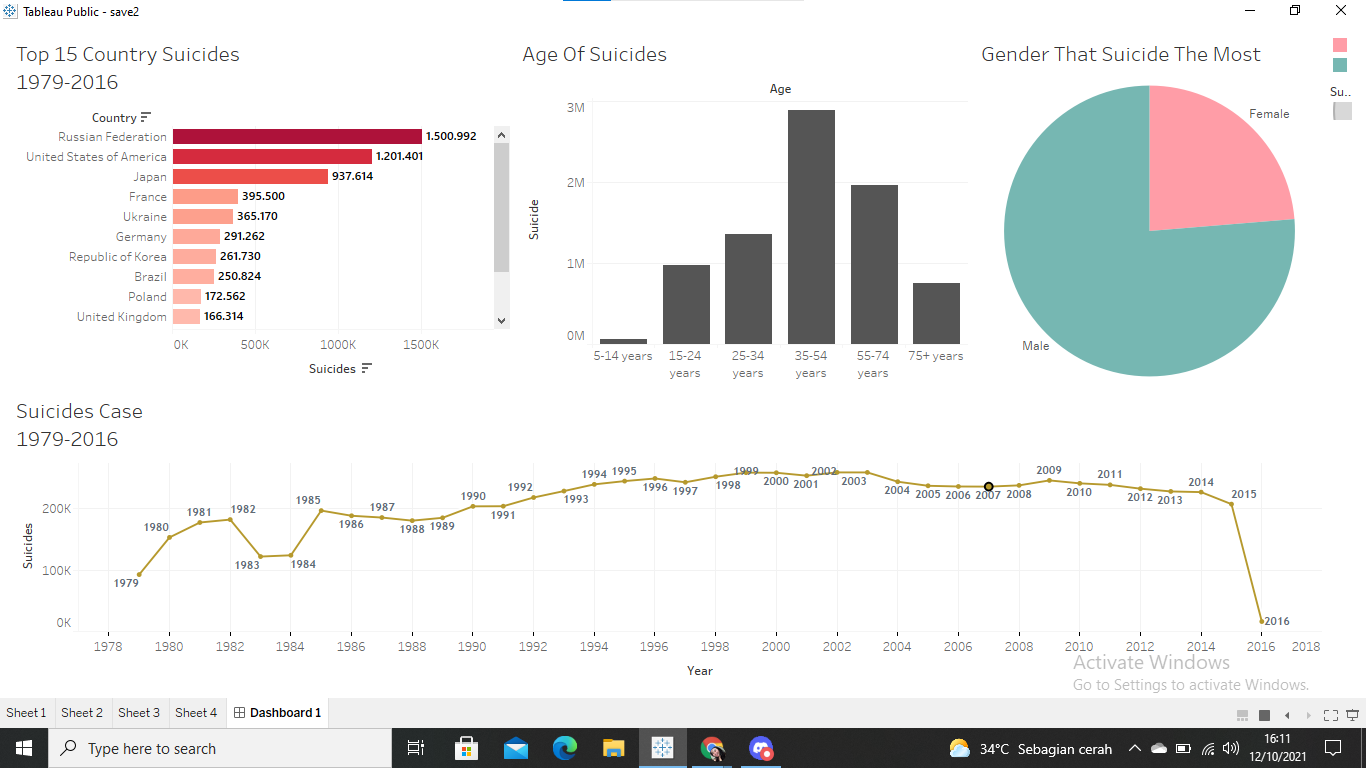 Tableau Public - save2
Top 15 Country Suicides
1979-2016
Country
Russian Federation 1.500.992
United States of America 1.201.401
Japan 937.614
France 395.500
Ukraine 365.170
Germany 291.262
Republic of Korea 261.730
Brazil 250.824
Poland 172.562
United Kingdom 166.314
0K 500K 1000K 1500K
Suicides
Age Of Suicides
Age
3M
2M
1M
0M
Suicide
5-14 years 15-24 years 25-34 years 35-54 years 55-74 years 75+ years
Gender That Suicide The Most
Female
Male
Su..
Suicides Case
1979-2016
Suicides
200K
100K
0K
1979 1980 1981 1982 1983 1984 1985 1986 1987 1988 1989 1990 1991 1992 1993 1994 1995 1996 1997 1998 1999 2000 2001 2002 2003 2004 2005 2006 2007 2008 2009 2010 2011 2012 2013 2014 2015 2016
1978 1980 1982 1984 1986 1988 1990 1992 1994 1996 1998 2000 2002 2004 2006 2008 2010 2012 2014 2016 2018
Year
Activate Windows
Go to Settings to activate Windows.
Sheet 1 Sheet 2 Sheet 3 Sheet 4 Dashboard 1
Type here to search
34°C Sebagian cerah
16:11
12/10/2021